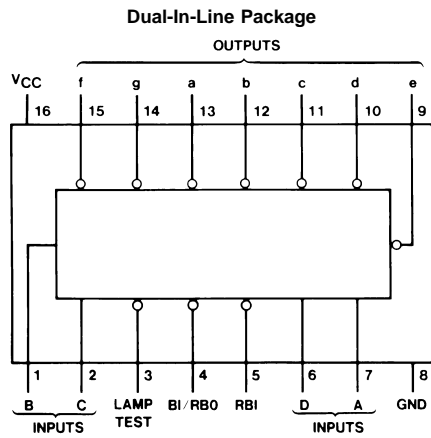 Dual-In-Line Package
OUTPUTS
VCC f g a b c d e
16 15 14 13 12 11 10 9
1 2 3 4 5 6 7 8
B C LAMP TEST BI/RBO RBI D A GND
INPUTS INPUTS